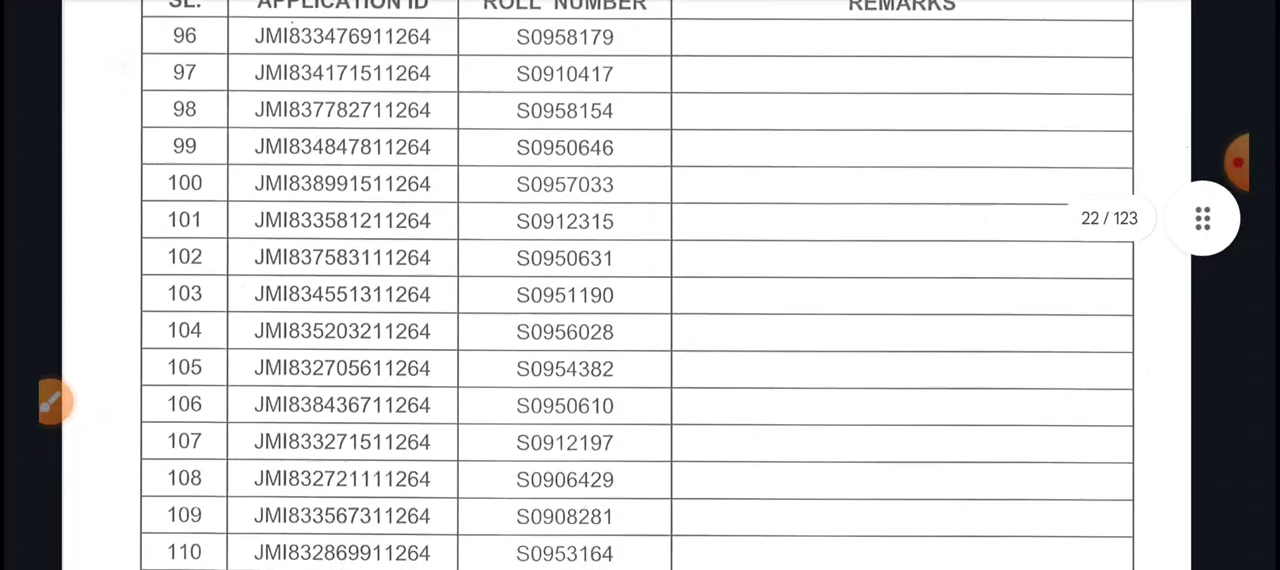 SL. APPLICATION ID ROLL NUMBER REMARKS
96 JMI833476911264 S0958179
97 JMI834171511264 S0910417
98 JMI837782711264 S0958154
99 JMI834847811264 S0950646
100 JMI838991511264 S0957033
101 JMI833581211264 S0912315
22 / 123
102 JMI837583111264 S0950631
103 JMI834551311264 S0951190
104 JMI835203211264 S0956028
105 JMI832705611264 S0954382
106 JMI838436711264 S0950610
107 JMI833271511264 S0912197
108 JMI832721111264 S0906429
109 JMI833567311264 S0908281
110 JMI832869911264 S0953164